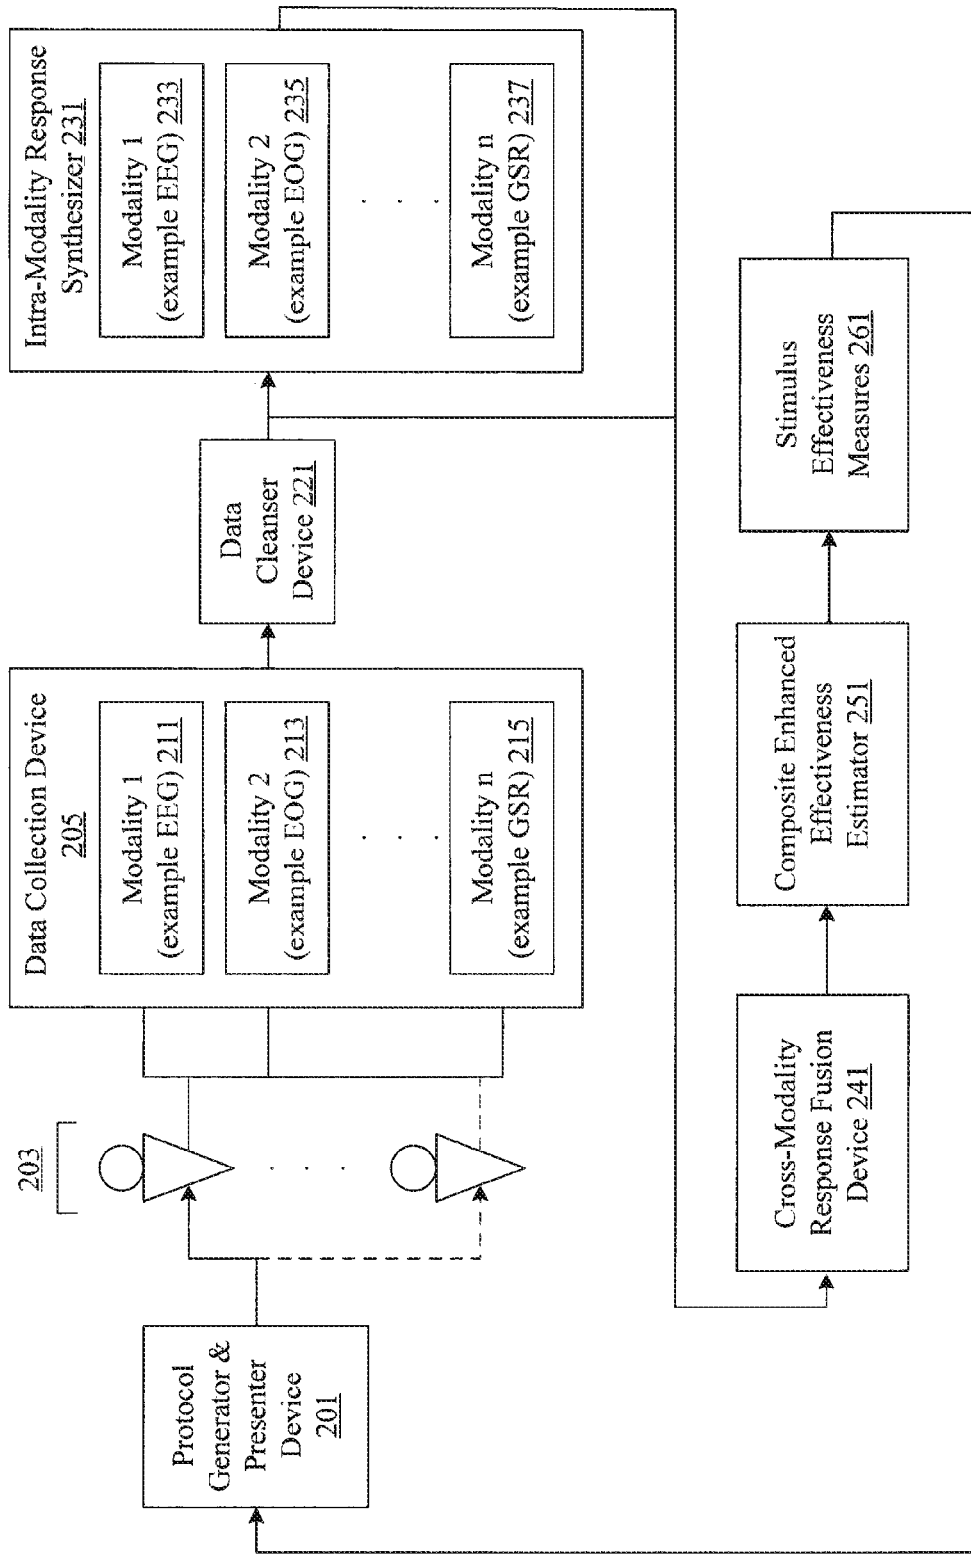 Protocol
Generator &
Presenter
Device
201
203
Data Collection Device
205
Modality 1
(example EEG) 211
Modality 2
(example EOG) 213
. . .
Modality n
(example GSR) 215
. . .
Data
Cleanser
Device 221
Intra-Modality Response
Synthesizer 231
Modality 1
(example EEG) 233
Modality 2
(example EOG) 235
. . .
Modality n
(example GSR) 237
Cross-Modality
Response Fusion
Device 241
Composite Enhanced
Effectiveness
Estimator 251
Stimulus
Effectiveness
Measures 261